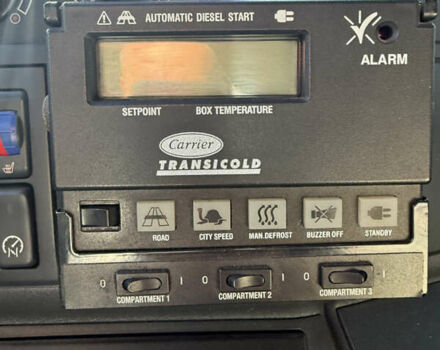 AUTOMATIC DIESEL START
ALARM
SETPOINT BOX TEMPERATURE
Carrier
TRANSICOLD
ROAD CITY SPEED MAN.DEFROST BUZZER OFF STANDBY
0 I 0 I 0 I
COMPARTMENT 1 COMPARTMENT 2 COMPARTMENT 3